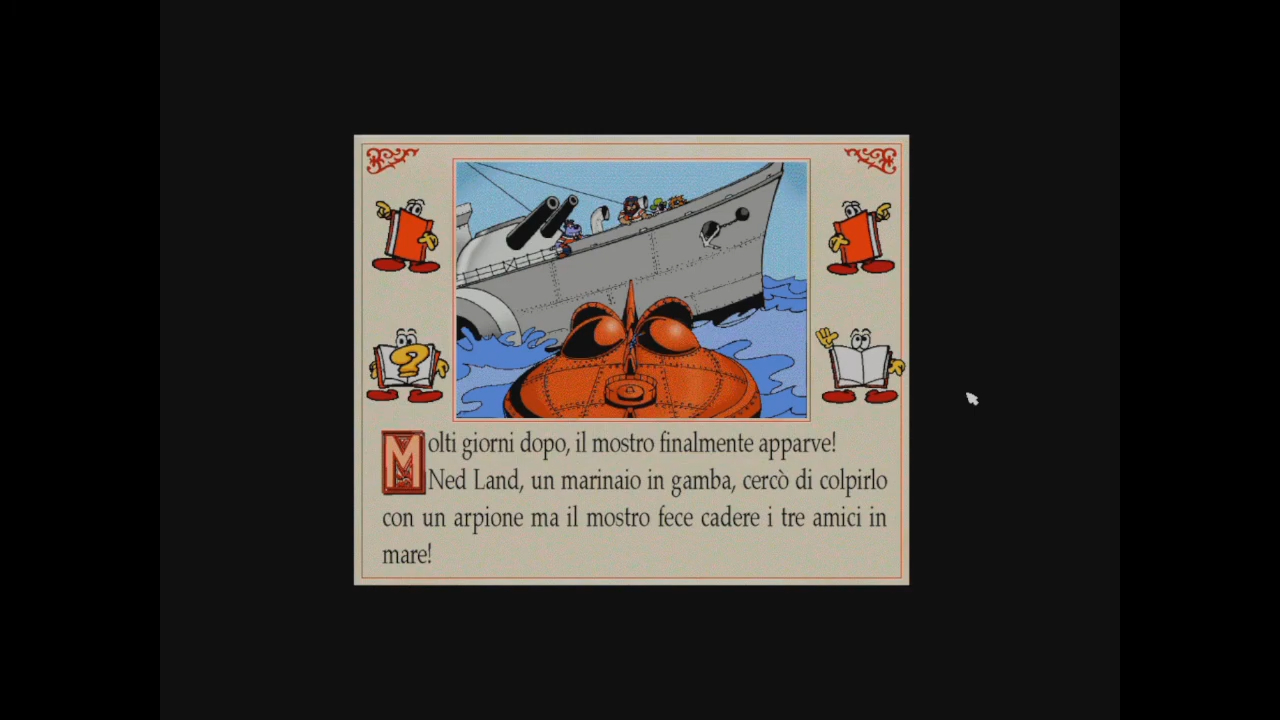 Molti giorni dopo, il mostro finalmente apparve!
Ned Land, un marinaio in gamba, cercò di colpirlo
con un arpione ma il mostro fece cadere i tre amici in
mare!
?